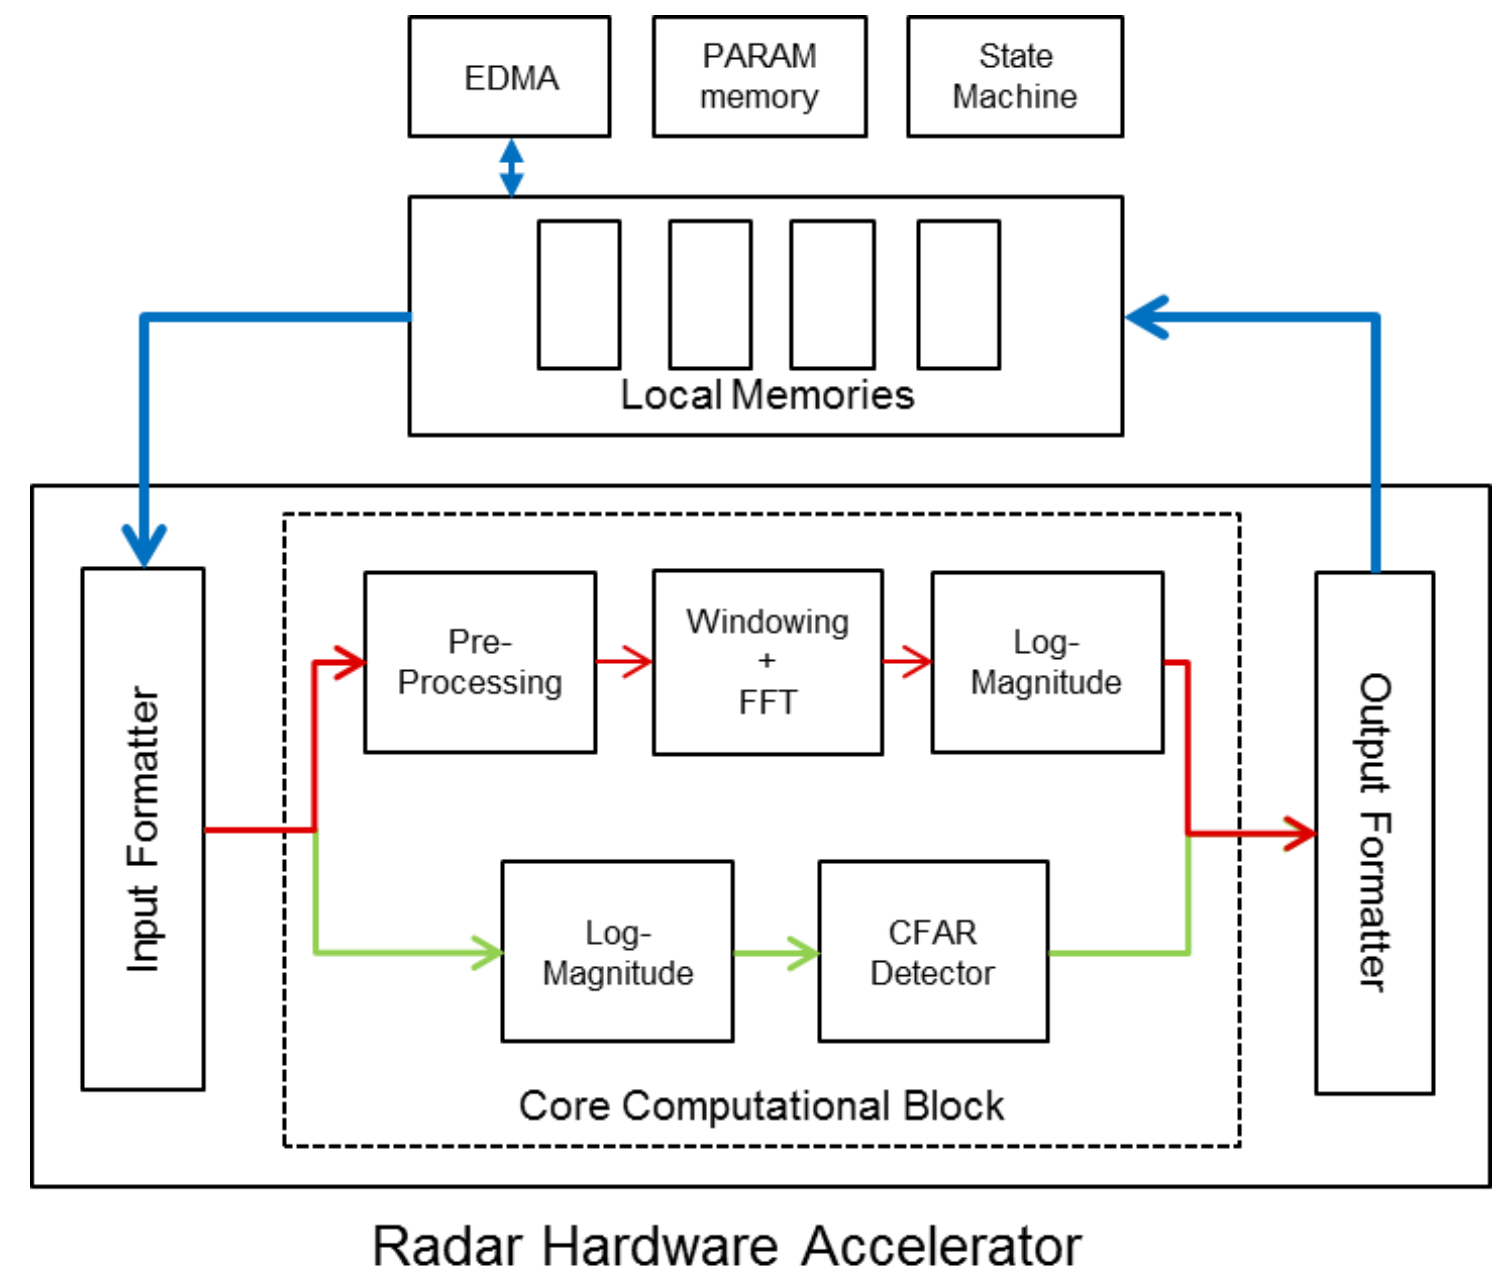 EDMA
PARAM
memory
State
Machine
Local Memories
Input Formatter
Pre-
Processing
Windowing
+
FFT
Log-
Magnitude
Output Formatter
Log-
Magnitude
CFAR
Detector
Core Computational Block
Radar Hardware Accelerator